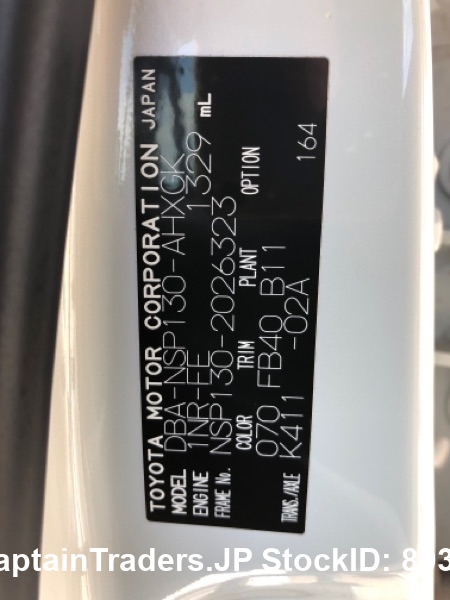 TOYOTA MOTOR CORPORATION JAPAN
MODEL DBA-NSP130-AHXGK
ENGINE 1NR-FE 1329 mL
FRAME No. NSP130-2026323
COLOR TRIM PLANT OPTION
070 FB40 B11 164
TRANS./AXLE K411 -02A
aptainTraders.JP StockID: 8